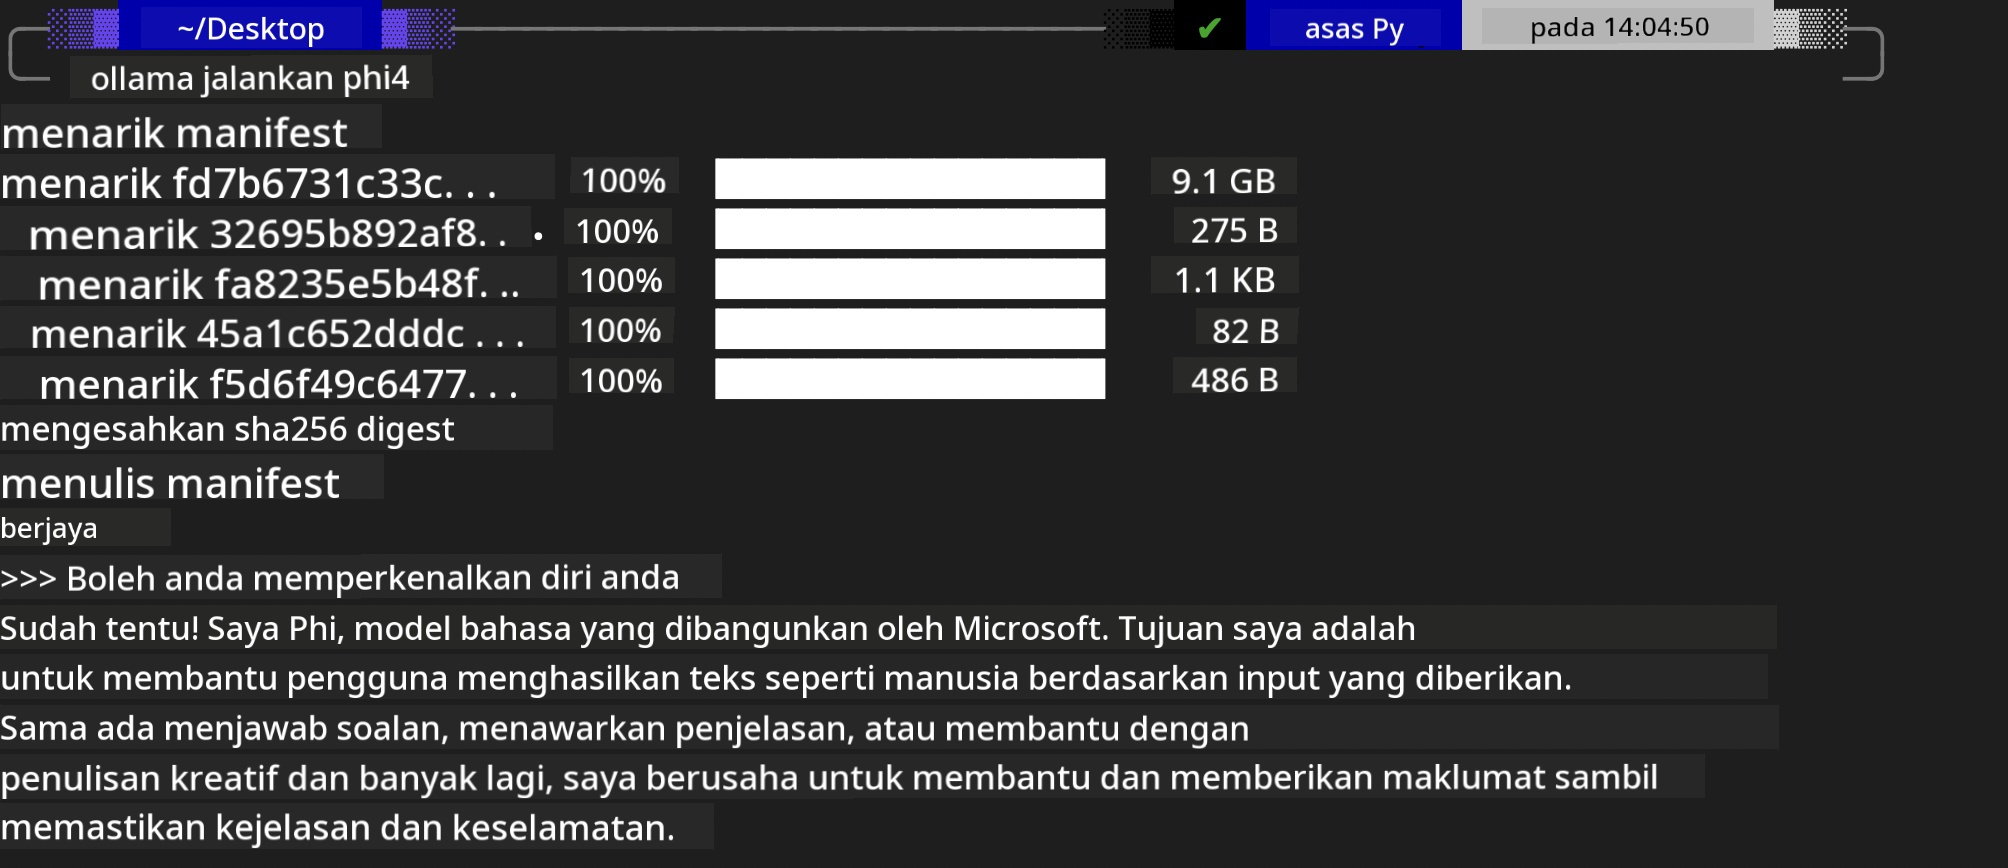 ~/Desktop ✔ asas Py pada 14:04:50
ollama jalankan phi4
menarik manifest
menarik fd7b6731c33c. . . 100% 9.1 GB
menarik 32695b892af8. . . 100% 275 B
menarik fa8235e5b48f. .. 100% 1.1 KB
menarik 45a1c652dddc . . . 100% 82 B
menarik f5d6f49c6477. . . 100% 486 B
mengesahkan sha256 digest
menulis manifest
berjaya
>>> Boleh anda memperkenalkan diri anda
Sudah tentu! Saya Phi, model bahasa yang dibangunkan oleh Microsoft. Tujuan saya adalah
untuk membantu pengguna menghasilkan teks seperti manusia berdasarkan input yang diberikan.
Sama ada menjawab soalan, menawarkan penjelasan, atau membantu dengan
penulisan kreatif dan banyak lagi, saya berusaha untuk membantu dan memberikan maklumat sambil
memastikan kejelasan dan keselamatan.